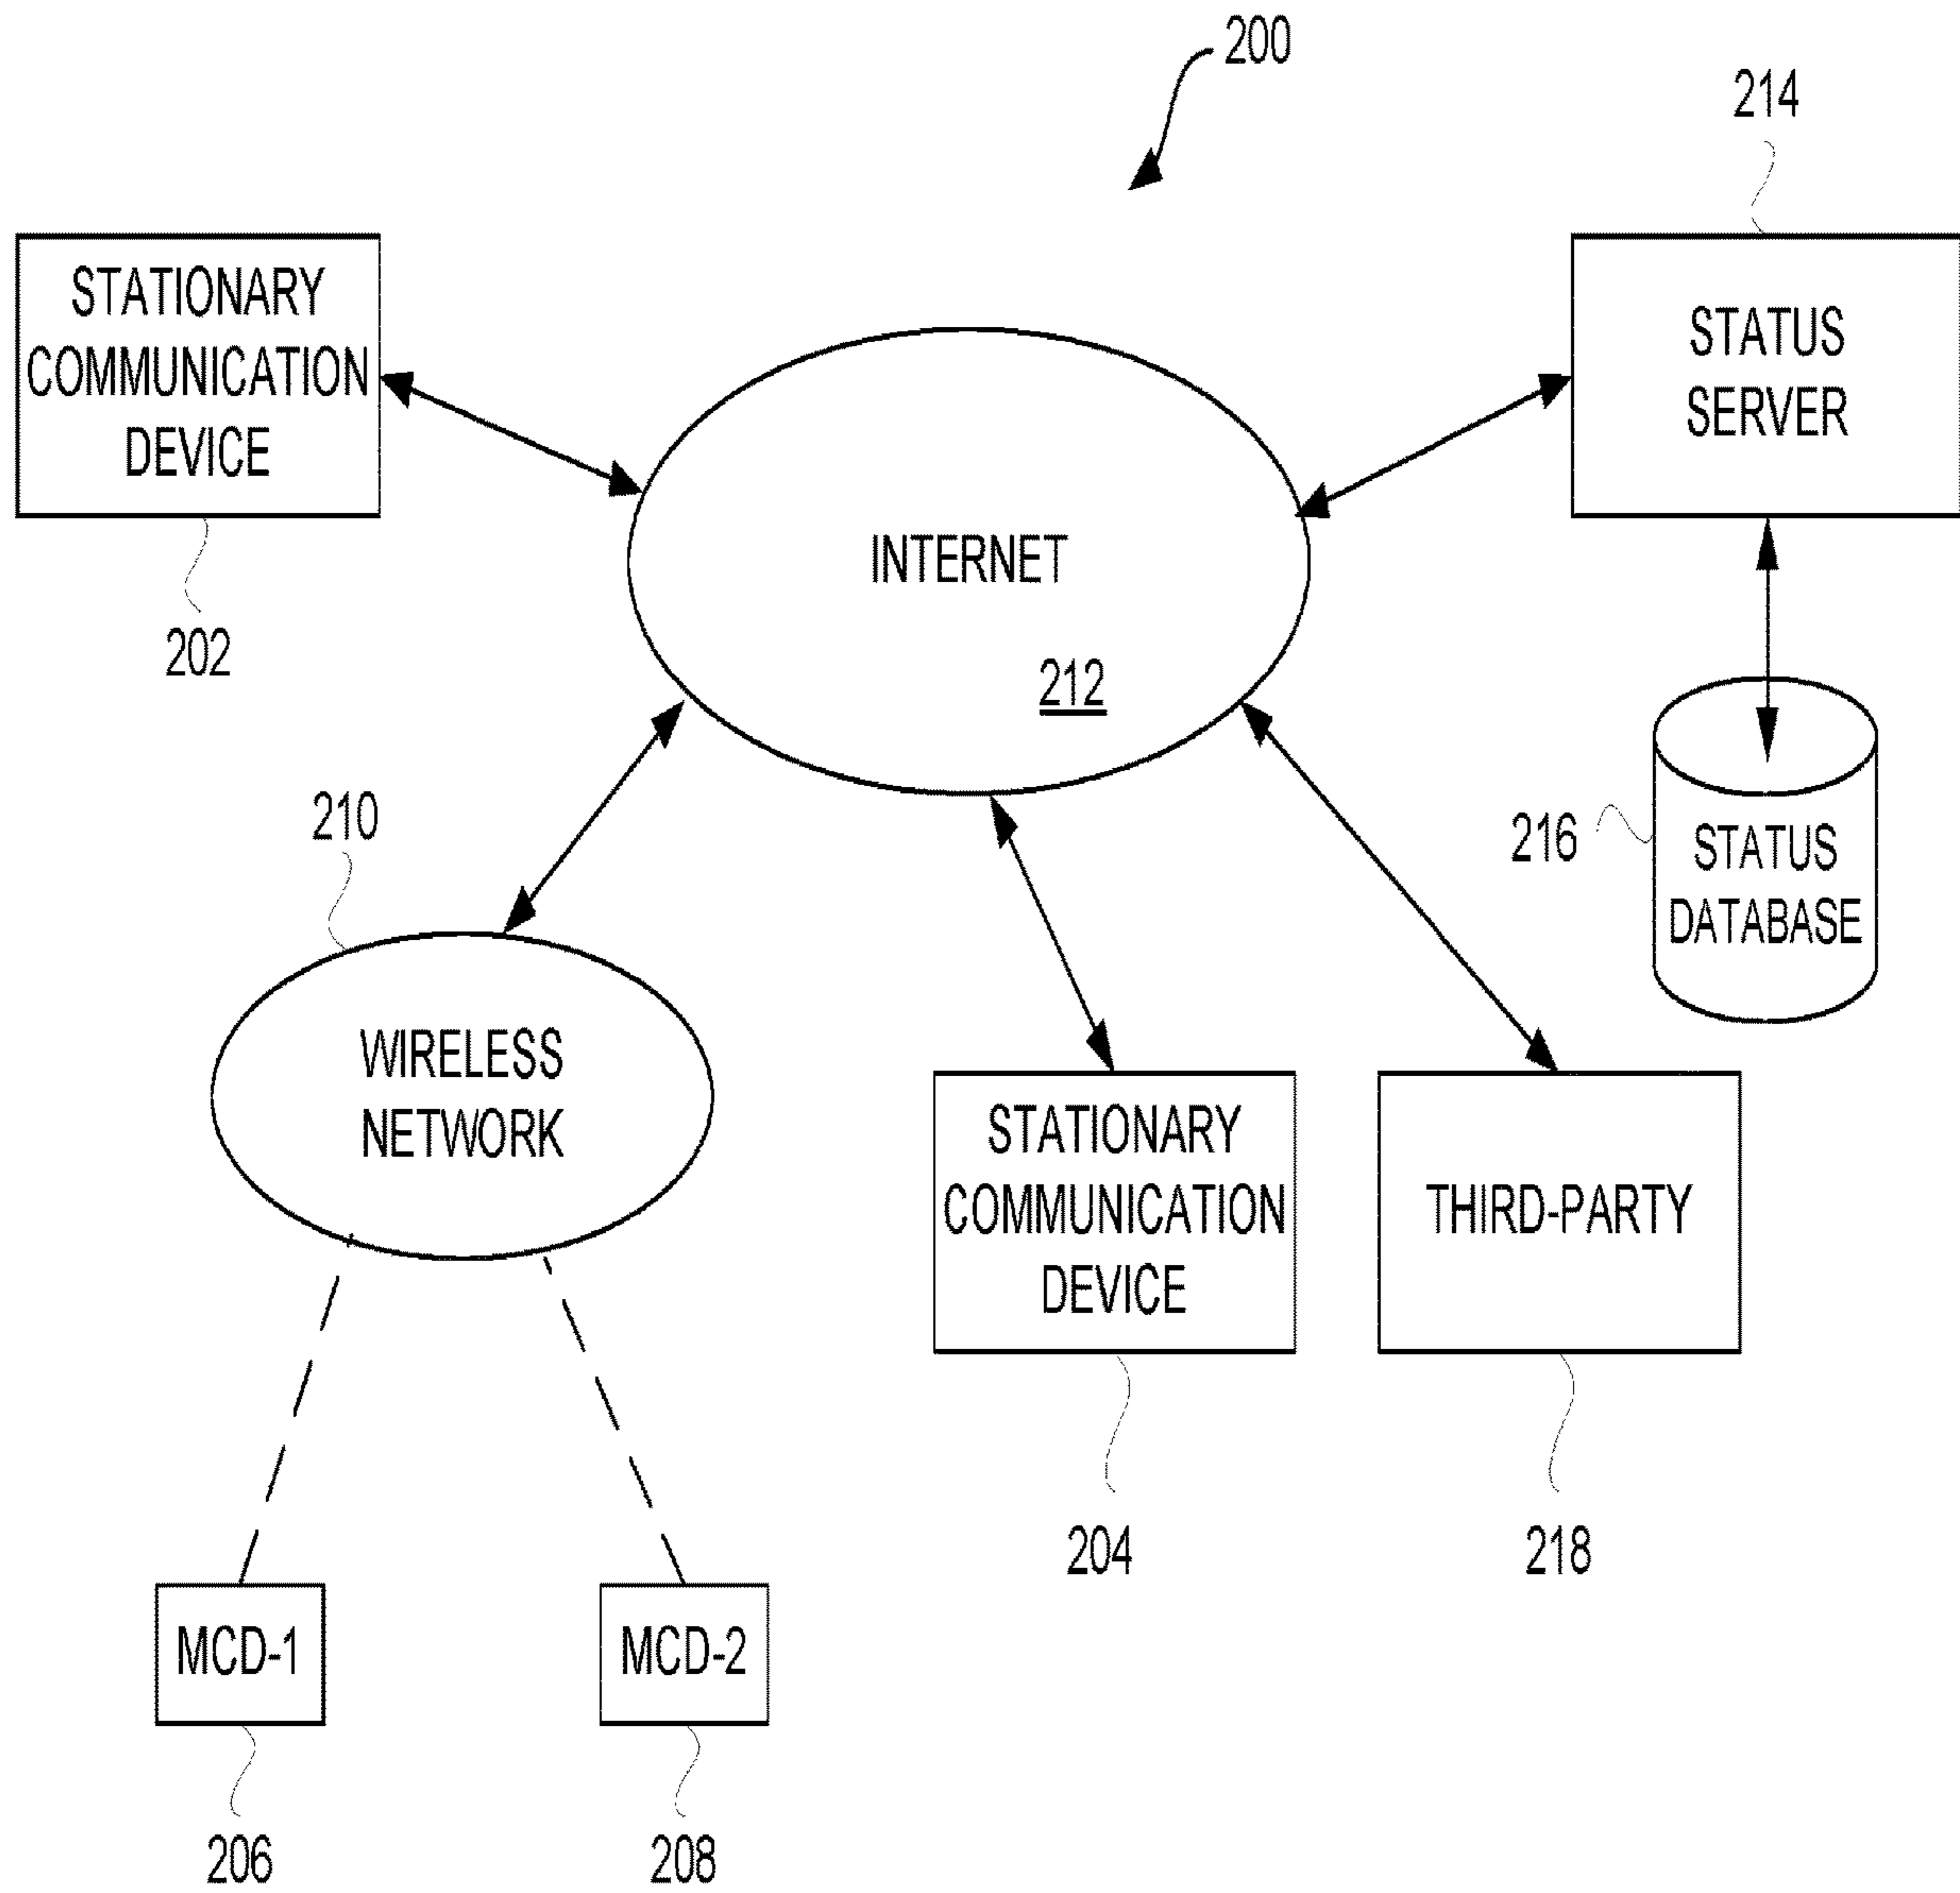 200
214
STATIONARY
COMMUNICATION
DEVICE
STATUS
SERVER
INTERNET
202
212
210
216
STATUS
DATABASE
WIRELESS
NETWORK
STATIONARY
COMMUNICATION
DEVICE
THIRD-PARTY
204
218
MCD-1
MCD-2
206
208